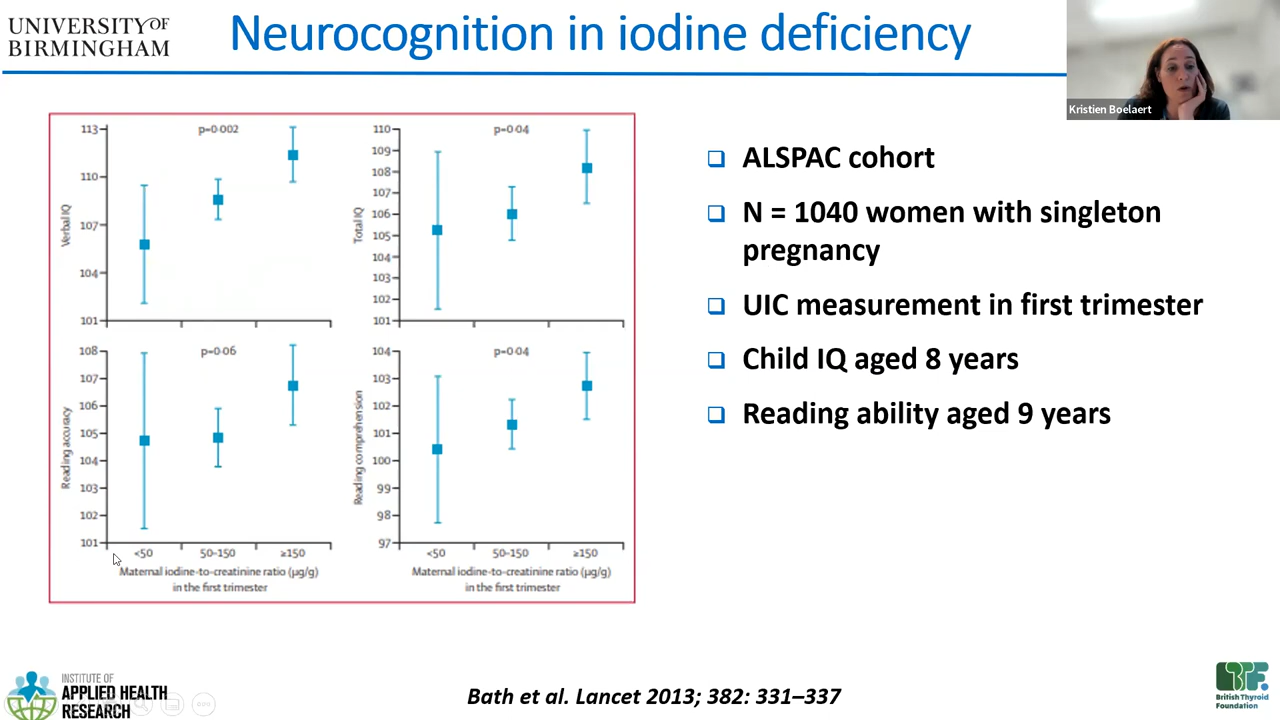 UNIVERSITY OF
BIRMINGHAM
Neurocognition in iodine deficiency
Kristien Boelaert
113
110
107
104
101
Verbal IQ
p=0·002
110
109
108
107
106
105
104
103
102
101
Total IQ
p=0·04
108
107
106
105
104
103
102
101
Reading accuracy
p=0·06
<50
50–150
≥150
Maternal iodine-to-creatinine ratio (μg/g)
in the first trimester
104
103
102
101
100
99
98
97
Reading comprehension
p=0·04
<50
50–150
≥150
Maternal iodine-to-creatinine ratio (μg/g)
in the first trimester
ALSPAC cohort
N = 1040 women with singleton
pregnancy
UIC measurement in first trimester
Child IQ aged 8 years
Reading ability aged 9 years
INSTITUTE OF
APPLIED HEALTH
RESEARCH
Bath et al. Lancet 2013; 382: 331–337
BTF
British Thyroid
Foundation